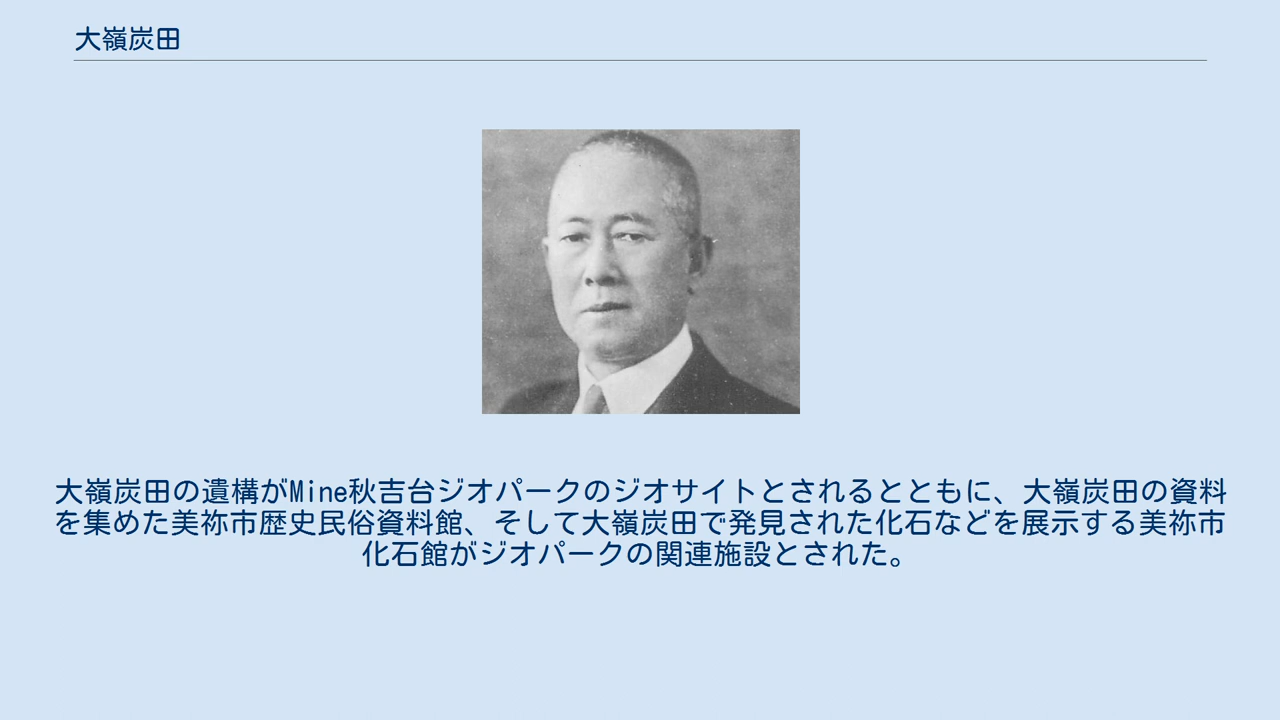 大嶺炭田
大嶺炭田の遺構がMine秋吉台ジオパークのジオサイトとされるとともに、大嶺炭田の資料
を集めた美祢市歴史民俗資料館、そして大嶺炭田で発見された化石などを展示する美祢市
化石館がジオパークの関連施設とされた。